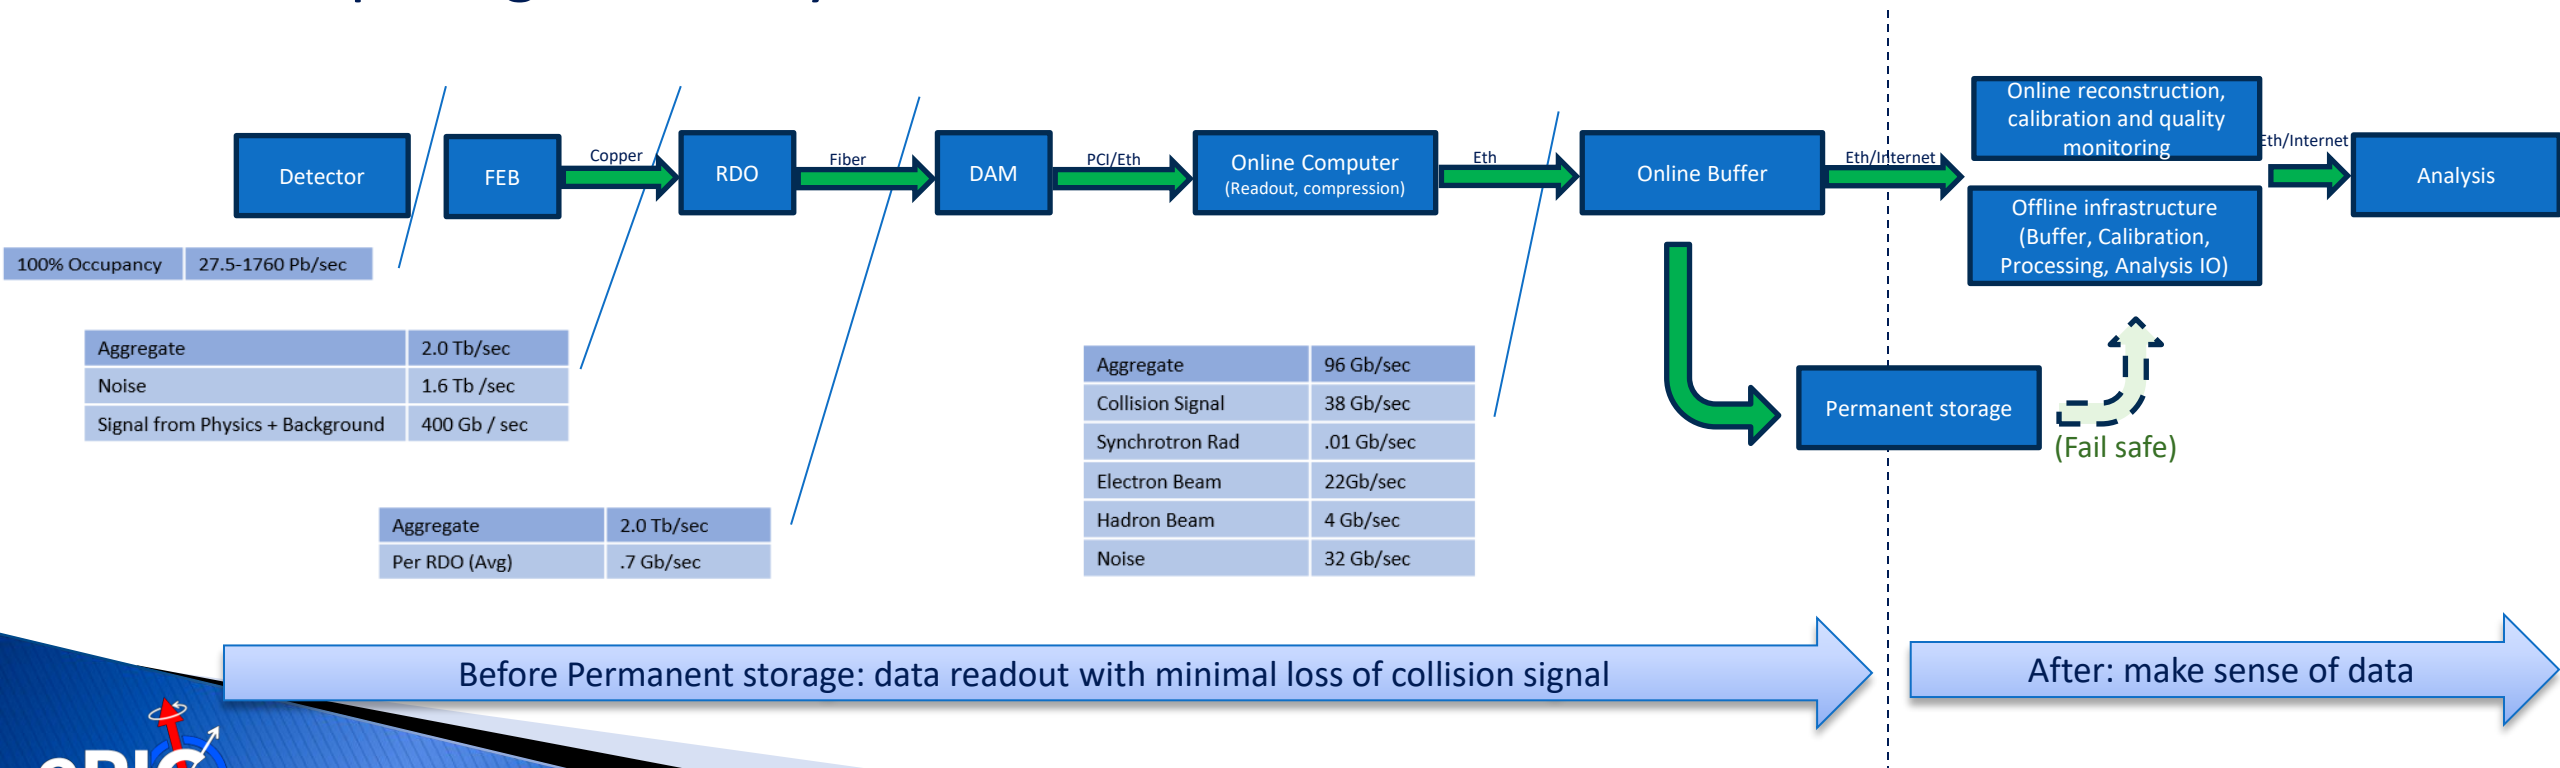 Detector
FEB
Copper
RDO
Fiber
DAM
PCI/Eth
Online Computer
(Readout, compression)
Eth
Online Buffer
Eth/Internet
Online reconstruction,
calibration and quality
monitoring
Offline infrastructure
(Buffer, Calibration,
Processing, Analysis IO)
Eth/Internet
Analysis
100% Occupancy 27.5-1760 Pb/sec
Aggregate 2.0 Tb/sec
Noise 1.6 Tb /sec
Signal from Physics + Background 400 Gb / sec
Aggregate 2.0 Tb/sec
Per RDO (Avg) .7 Gb/sec
Aggregate 96 Gb/sec
Collision Signal 38 Gb/sec
Synchrotron Rad .01 Gb/sec
Electron Beam 22Gb/sec
Hadron Beam 4 Gb/sec
Noise 32 Gb/sec
Permanent storage
(Fail safe)
Before Permanent storage: data readout with minimal loss of collision signal
After: make sense of data
ePIC